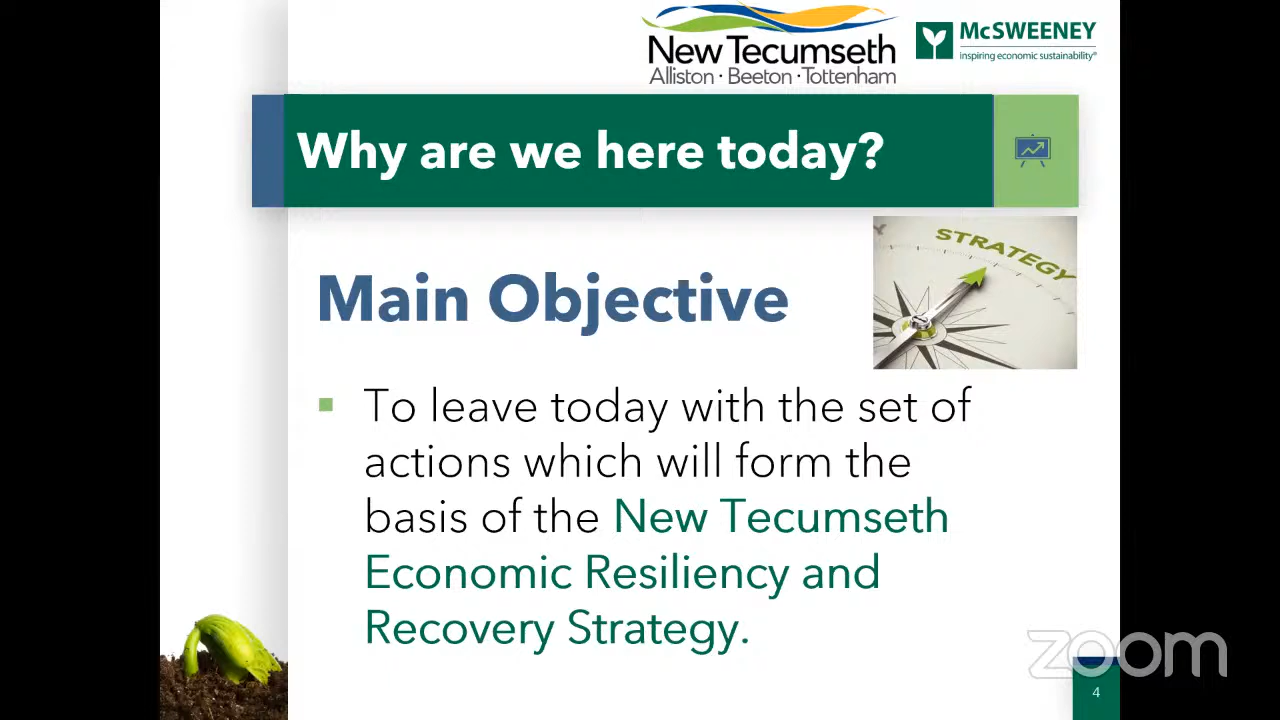 New Tecumseth
Alliston · Beeton · Tottenham
McSWEENEY
inspiring economic sustainability®
Why are we here today?
STRATEGY
Main Objective
▪ To leave today with the set of
actions which will form the
basis of the New Tecumseth
Economic Resiliency and
Recovery Strategy.
zoom
4